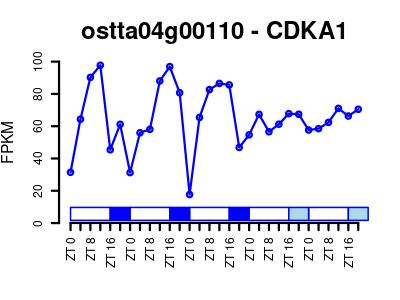 ostta04g00110 - CDKA1
FPKM
100
80
60
40
20
0
ZT 0
ZT 8
ZT 16
ZT 0
ZT 8
ZT 16
ZT 0
ZT 8
ZT 16
ZT 0
ZT 8
ZT 16
ZT 0
ZT 8
ZT 16